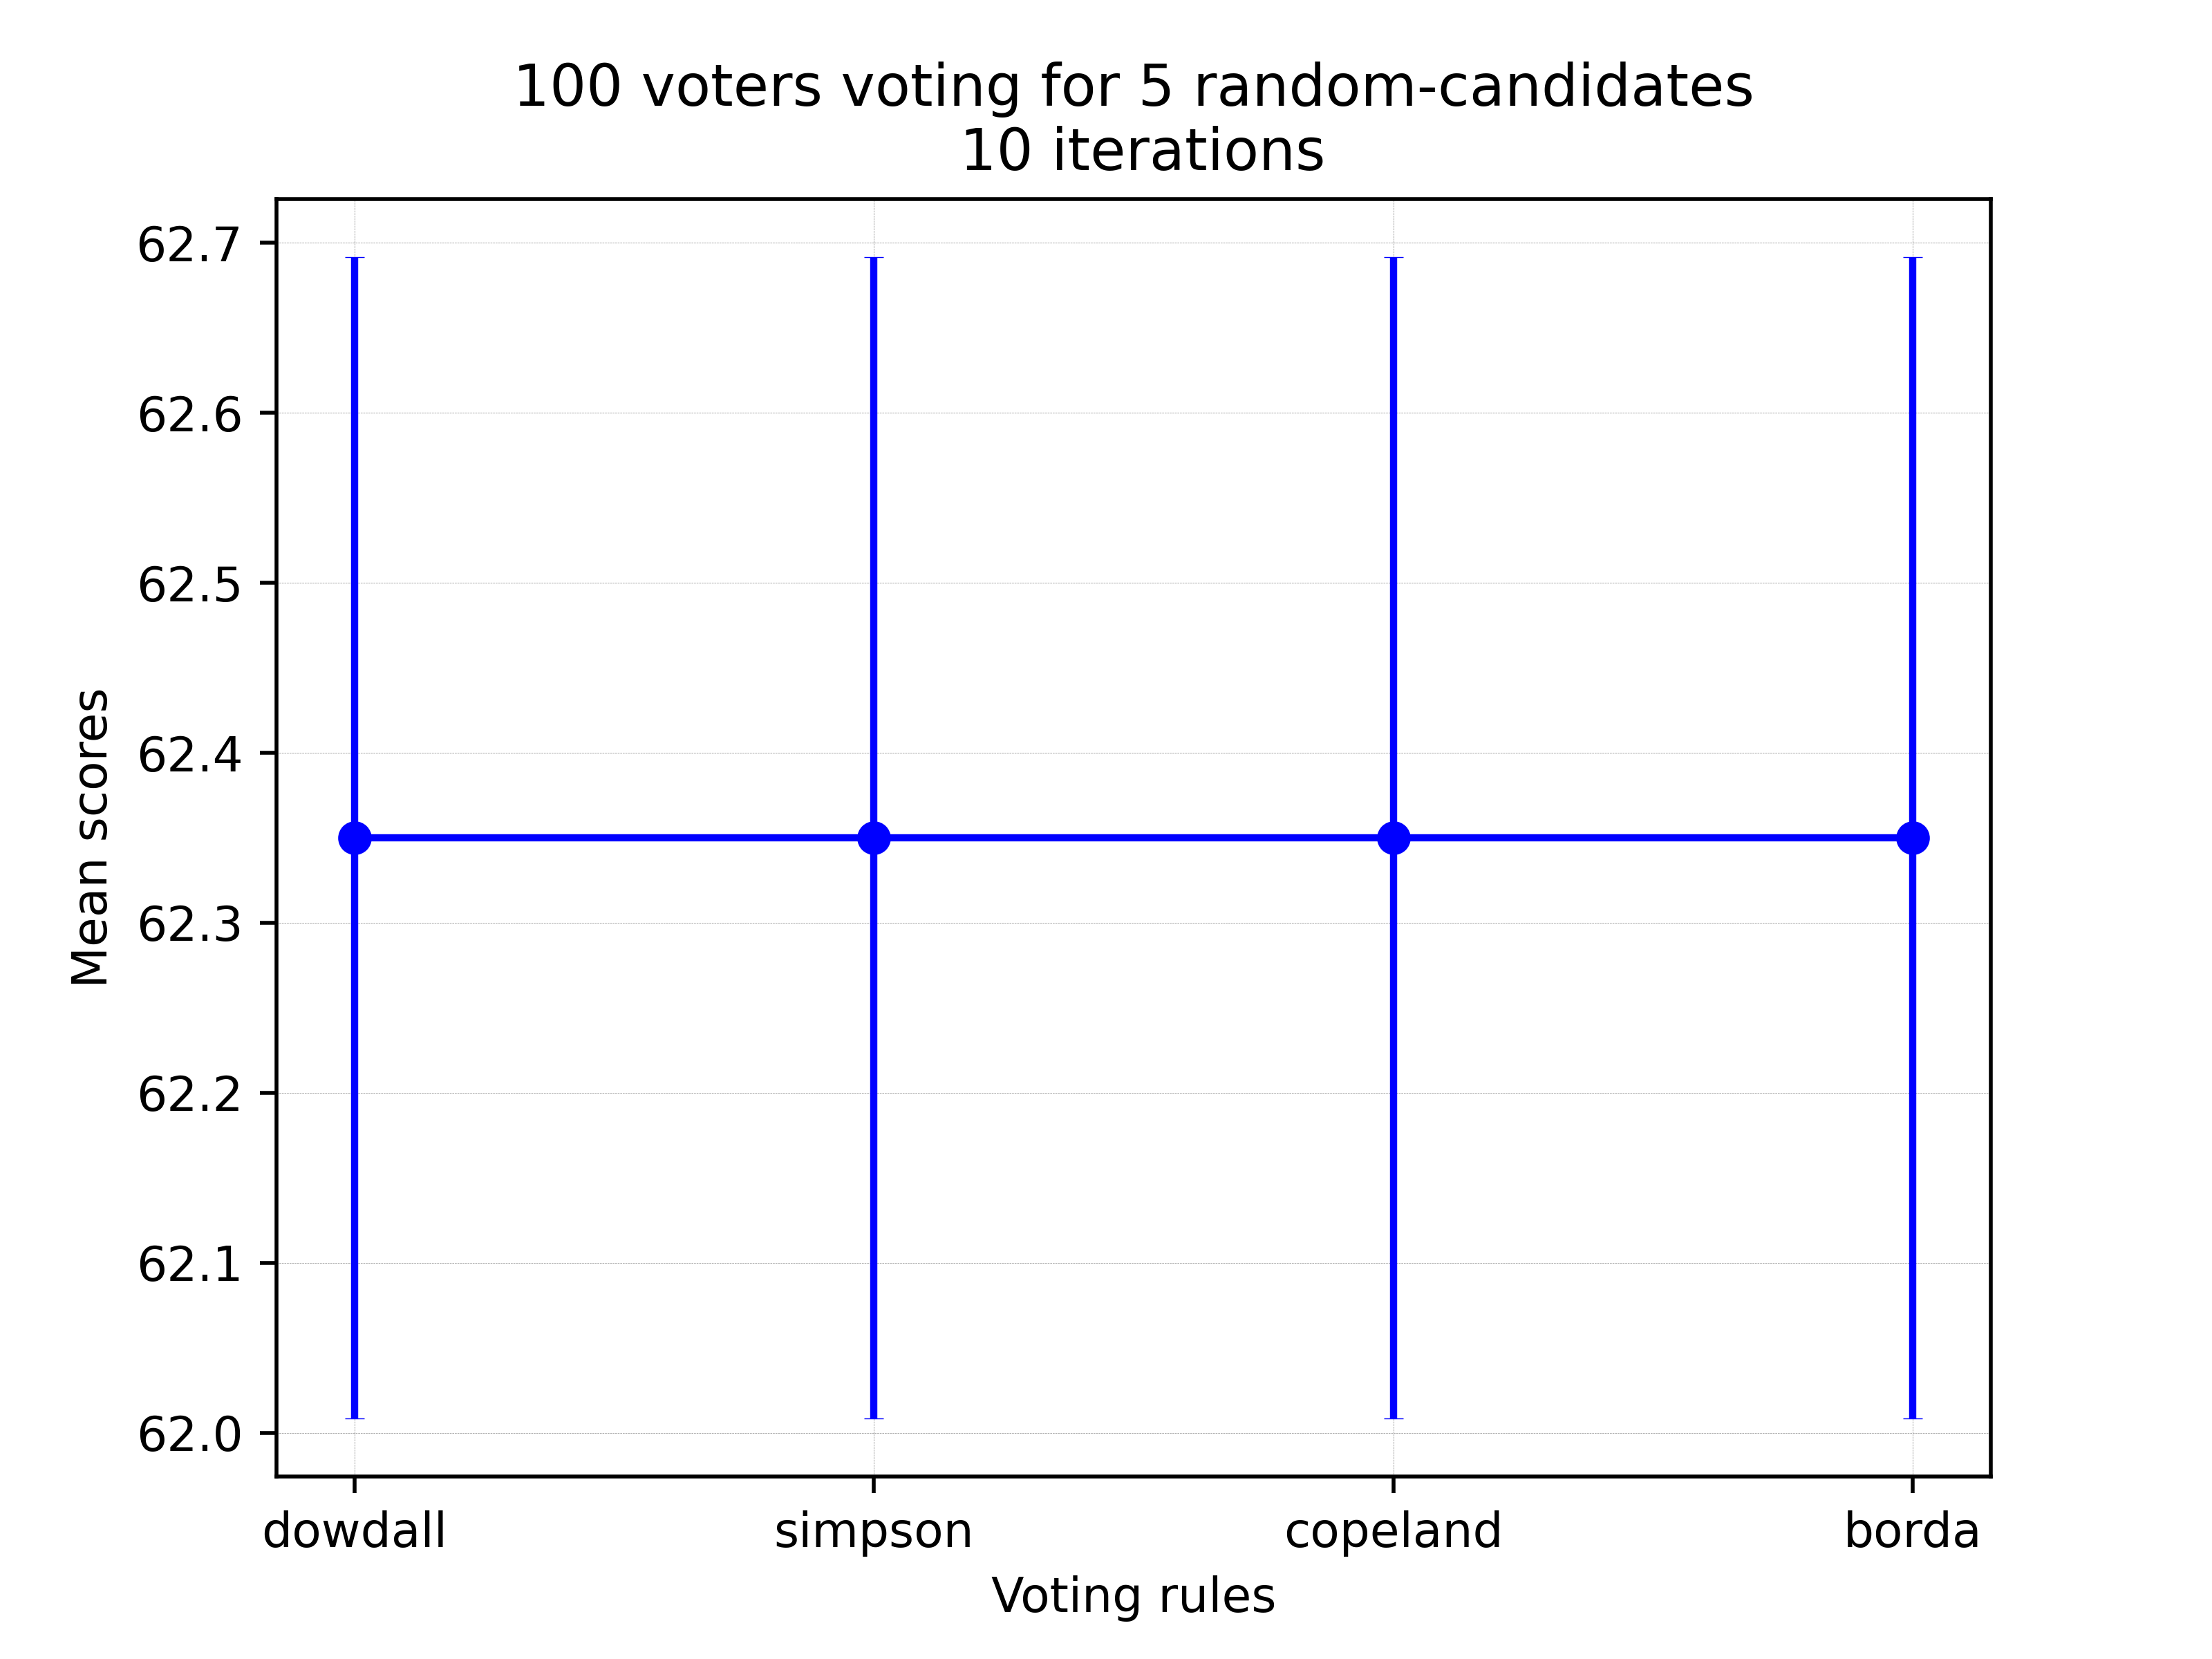 100 voters voting for 5 random-candidates
10 iterations
62.7
62.6
62.5
62.4
62.3
62.2
62.1
62.0
Mean scores
dowdall simpson copeland borda
Voting rules